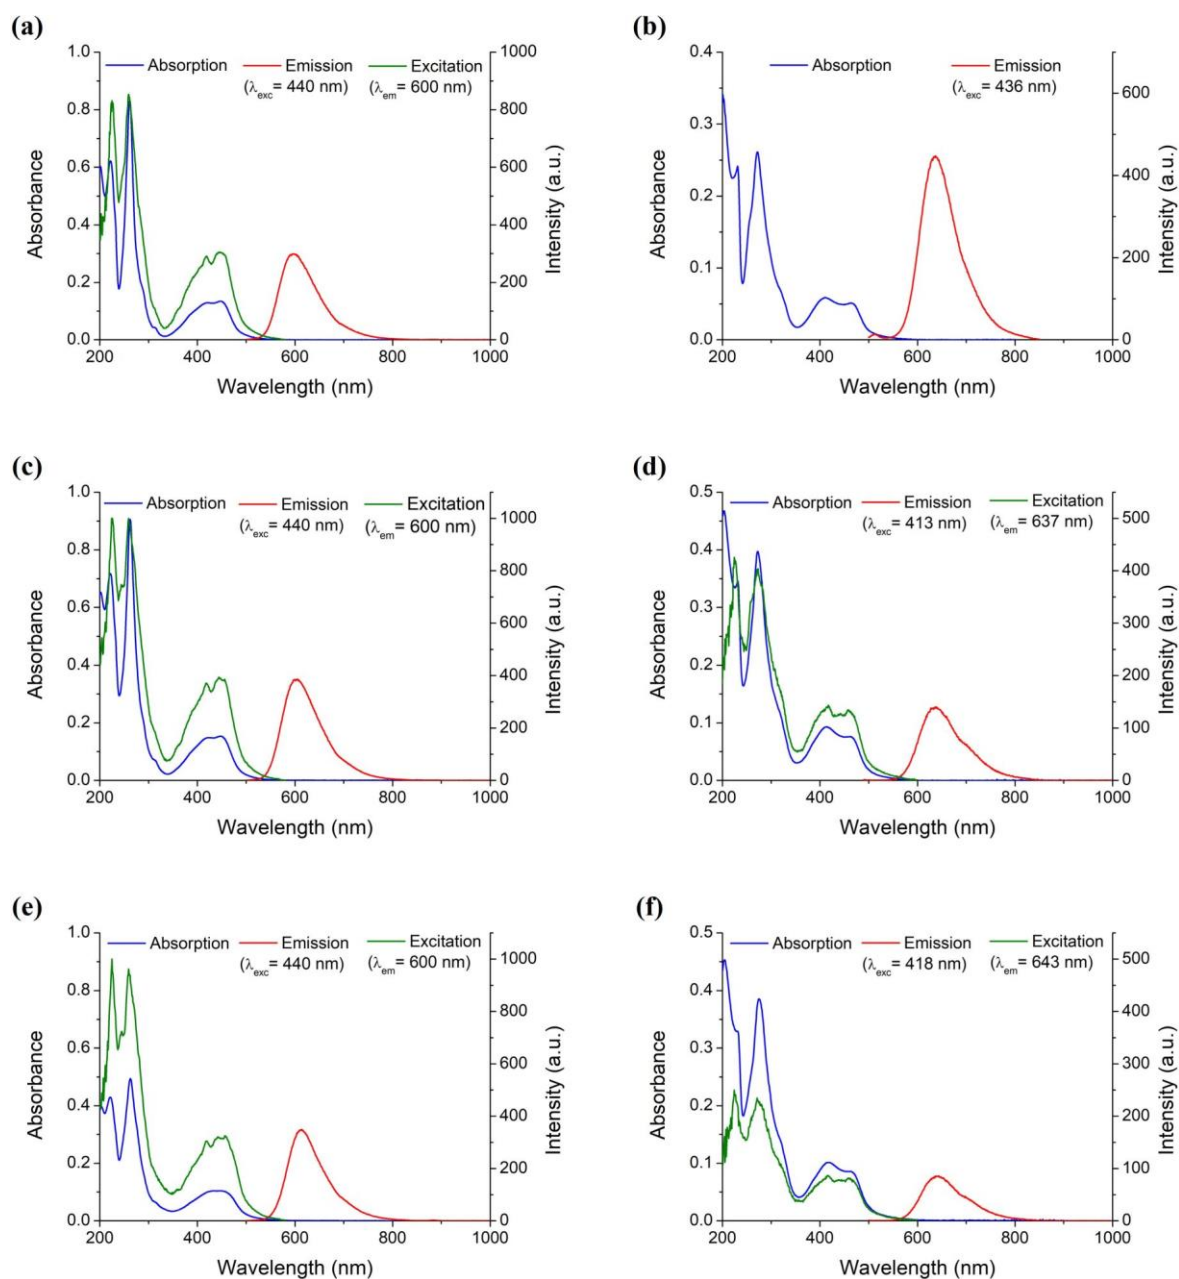 (a)
Absorption Emission Excitation
(λexc= 440 nm) (λem= 600 nm)
1.0
0.8
0.6
0.4
0.2
0.0
Absorbance
1000
800
600
400
200
0
Intensity (a.u.)
200 400 600 800 1000
Wavelength (nm)
(b)
Absorption Emission
(λexc= 436 nm)
0.4
0.3
0.2
0.1
0.0
Absorbance
600
400
200
0
Intensity (a.u.)
200 400 600 800 1000
Wavelength (nm)
(c)
Absorption Emission Excitation
(λexc= 440 nm) (λem= 600 nm)
1.0
0.8
0.6
0.4
0.2
0.0
Absorbance
1000
800
600
400
200
0
Intensity (a.u.)
200 400 600 800 1000
Wavelength (nm)
(d)
Absorption Emission Excitation
(λexc= 413 nm) (λem= 637 nm)
0.5
0.4
0.3
0.2
0.1
0.0
Absorbance
500
400
300
200
100
0
Intensity (a.u.)
200 400 600 800 1000
Wavelength (nm)
(e)
Absorption Emission Excitation
(λexc= 440 nm) (λem= 600 nm)
1.0
0.8
0.6
0.4
0.2
0.0
Absorbance
1000
800
600
400
200
0
Intensity (a.u.)
200 400 600 800 1000
Wavelength (nm)
(f)
Absorption Emission Excitation
(λexc= 418 nm) (λem= 643 nm)
0.5
0.4
0.3
0.2
0.1
0.0
Absorbance
500
400
300
200
100
0
Intensity (a.u.)
200 400 600 800 1000
Wavelength (nm)